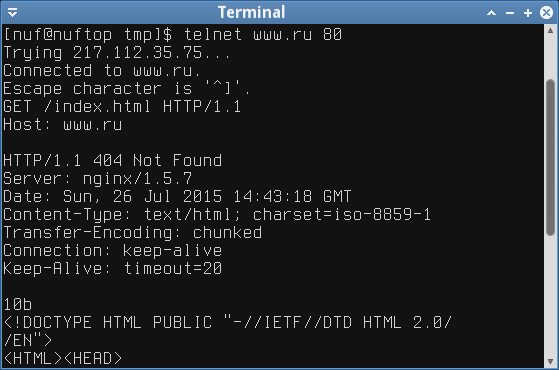 Terminal
[nuf@nuftop tmp]$ telnet www.ru 80
Trying 217.112.35.75...
Connected to www.ru.
Escape character is '^]'.
GET /index.html HTTP/1.1
Host: www.ru
HTTP/1.1 404 Not Found
Server: nginx/1.5.7
Date: Sun, 26 Jul 2015 14:43:18 GMT
Content-Type: text/html; charset=iso-8859-1
Transfer-Encoding: chunked
Connection: keep-alive
Keep-Alive: timeout=20
10b
<!DOCTYPE HTML PUBLIC "-//IETF//DTD HTML 2.0/
/EN">
<HTML><HEAD>